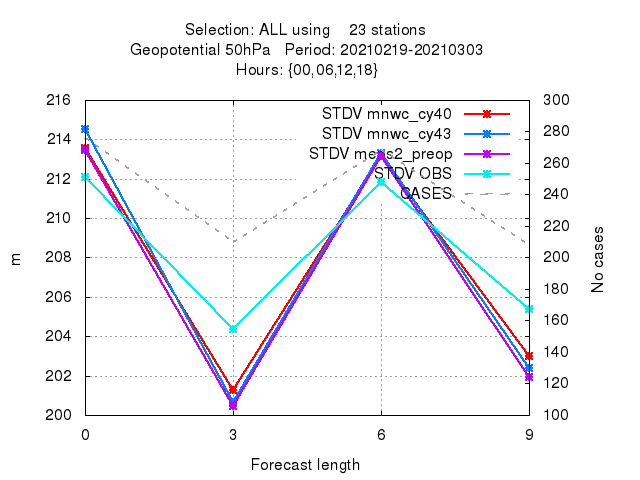 Selection: ALL using 23 stations
Geopotential 50hPa Period: 20210219-20210303
Hours: {00,06,12,18}
216 300
STDV mnwc_cy40
214 280
STDV mnwc_cy43
STDV meps2_preop
260
212
STDV OBS
240
CASES
210 220
208 200
m
No cases
206 180
204 160
140
202 120
200 100
0 3 6 9
Forecast length